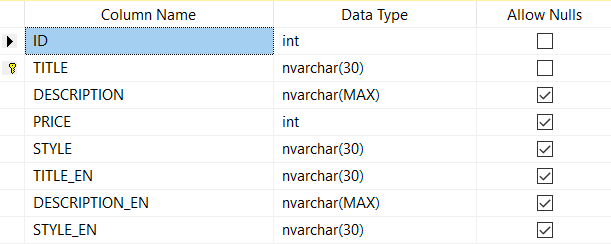 Column Name Data Type Allow Nulls
ID int
TITLE nvarchar(30)
DESCRIPTION nvarchar(MAX)
PRICE int
STYLE nvarchar(30)
TITLE_EN nvarchar(30)
DESCRIPTION_EN nvarchar(MAX)
STYLE_EN nvarchar(30)